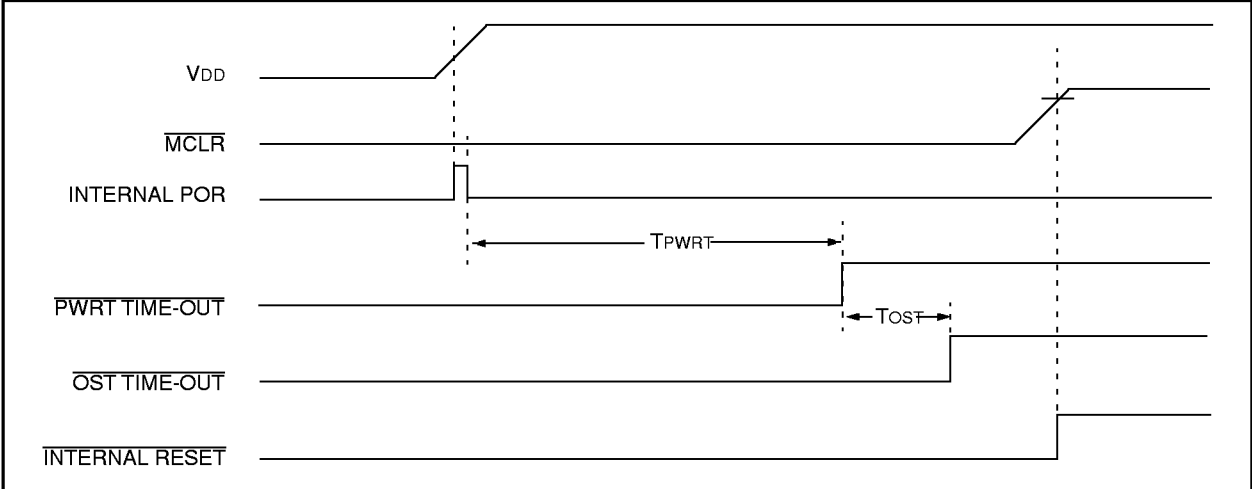 VDD
MCLR
INTERNAL POR
TPWRT
PWRT TIME-OUT
TOST
OST TIME-OUT
INTERNAL RESET